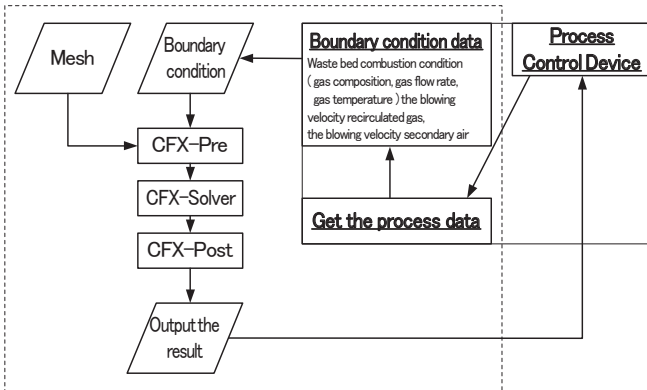 Mesh
Boundary
condition
Boundary condition data
Waste bed combustion condition
( gas composition, gas flow rate,
gas temperature ) the blowing
velocity recirculated gas,
the blowing velocity secondary air
Process
Control Device
CFX-Pre
CFX-Solver
CFX-Post
Get the process data
Output the
result